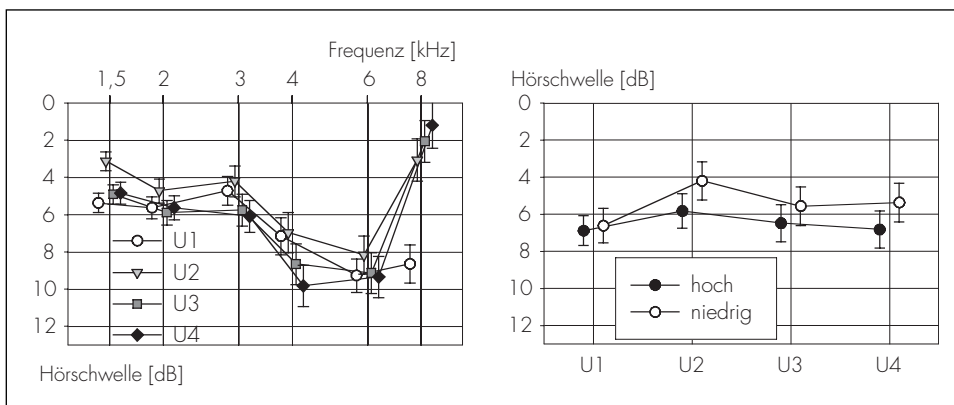 Frequenz [kHz]
1,5 2 3 4 6 8
0
2
4
6
8
10
12
U1
U2
U3
U4
Hörschwelle [dB]
Hörschwelle [dB]
0
2
4
6
8
10
12
hoch
niedrig
U1 U2 U3 U4